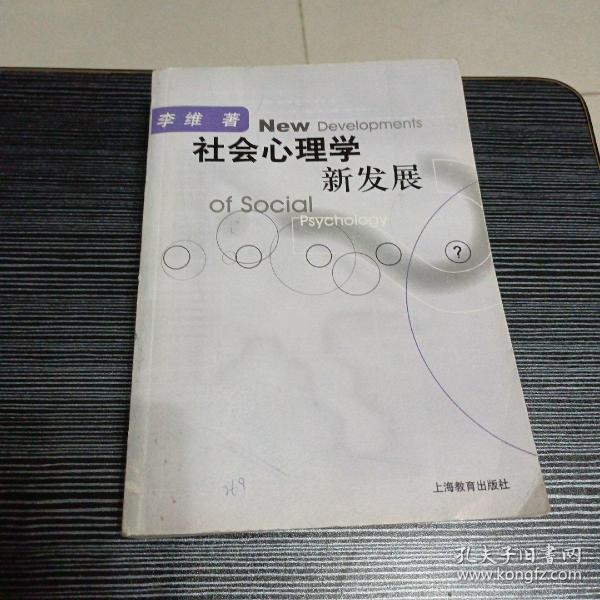 李维 著
New Developments
社会心理学
新发展
of Social
Psychology
?
269
上海教育出版社
孔夫子旧书网
www.kongfz.com